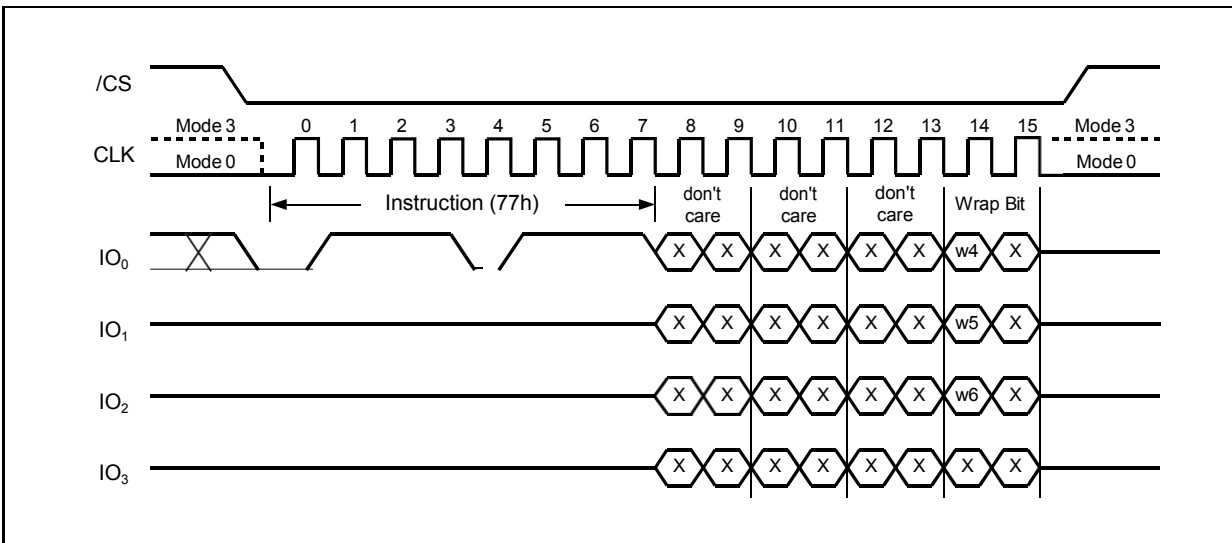 /CS
Mode 3 0 1 2 3 4 5 6 7 8 9 10 11 12 13 14 15 Mode 3
CLK
Mode 0 Mode 0
Instruction (77h) don't care don't care don't care Wrap Bit
IO0 X X X X X X X w4 X
IO1 X X X X X X w5 X
IO2 X X X X X X w6 X
IO3 X X X X X X X X